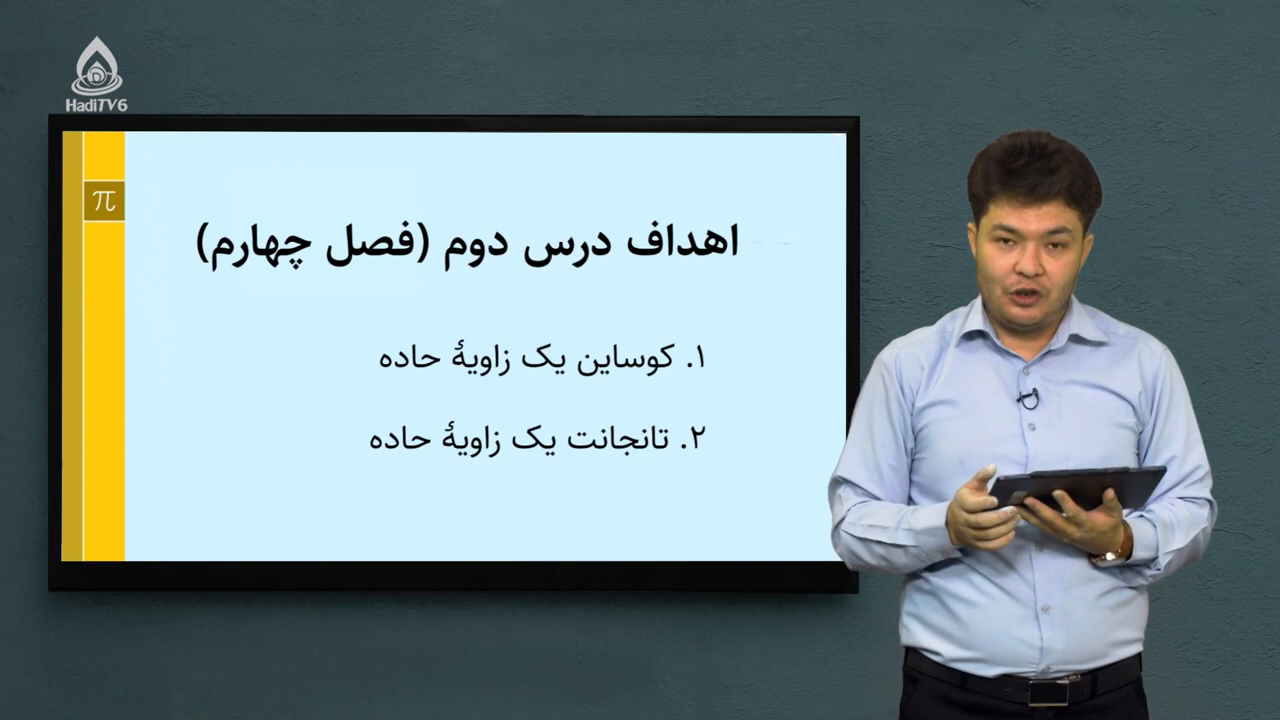 HadiTV6
π
اهداف درس دوم (فصل چهارم)
۱. کوساین یک زاویهٔ حاده
۲. تانجانت یک زاویهٔ حاده